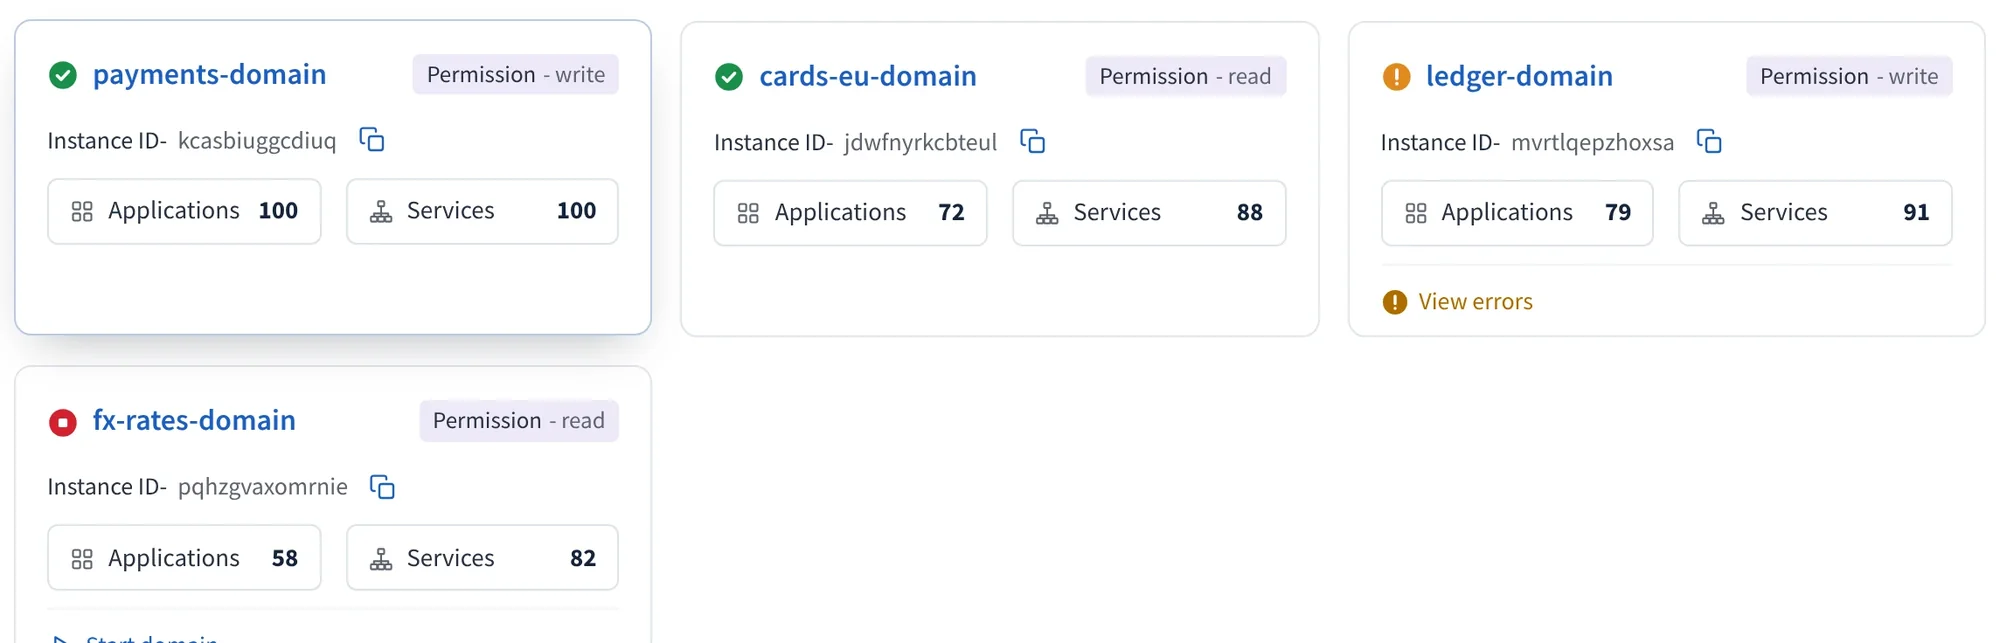 payments-domain Permission - write
Instance ID- kcasbiuggcdiuq
Applications 100 Services 100
cards-eu-domain Permission - read
Instance ID- jdwfnyrkcbteul
Applications 72 Services 88
ledger-domain Permission - write
Instance ID- mvrtlqepzhoxsa
Applications 79 Services 91
View errors
fx-rates-domain Permission - read
Instance ID- pqhzgvaxomrnie
Applications 58 Services 82
Start domain